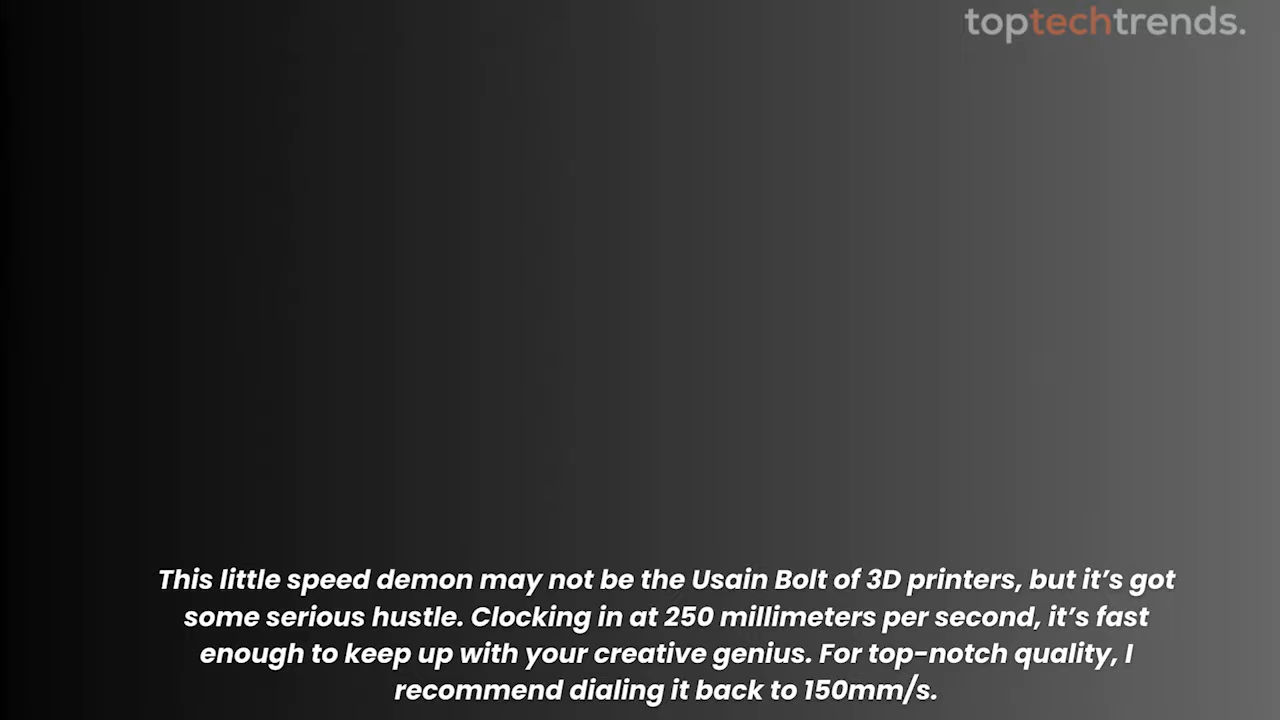 toptechtrends.
This little speed demon may not be the Usain Bolt of 3D printers, but it’s got
some serious hustle. Clocking in at 250 millimeters per second, it’s fast
enough to keep up with your creative genius. For top-notch quality, I
recommend dialing it back to 150mm/s.